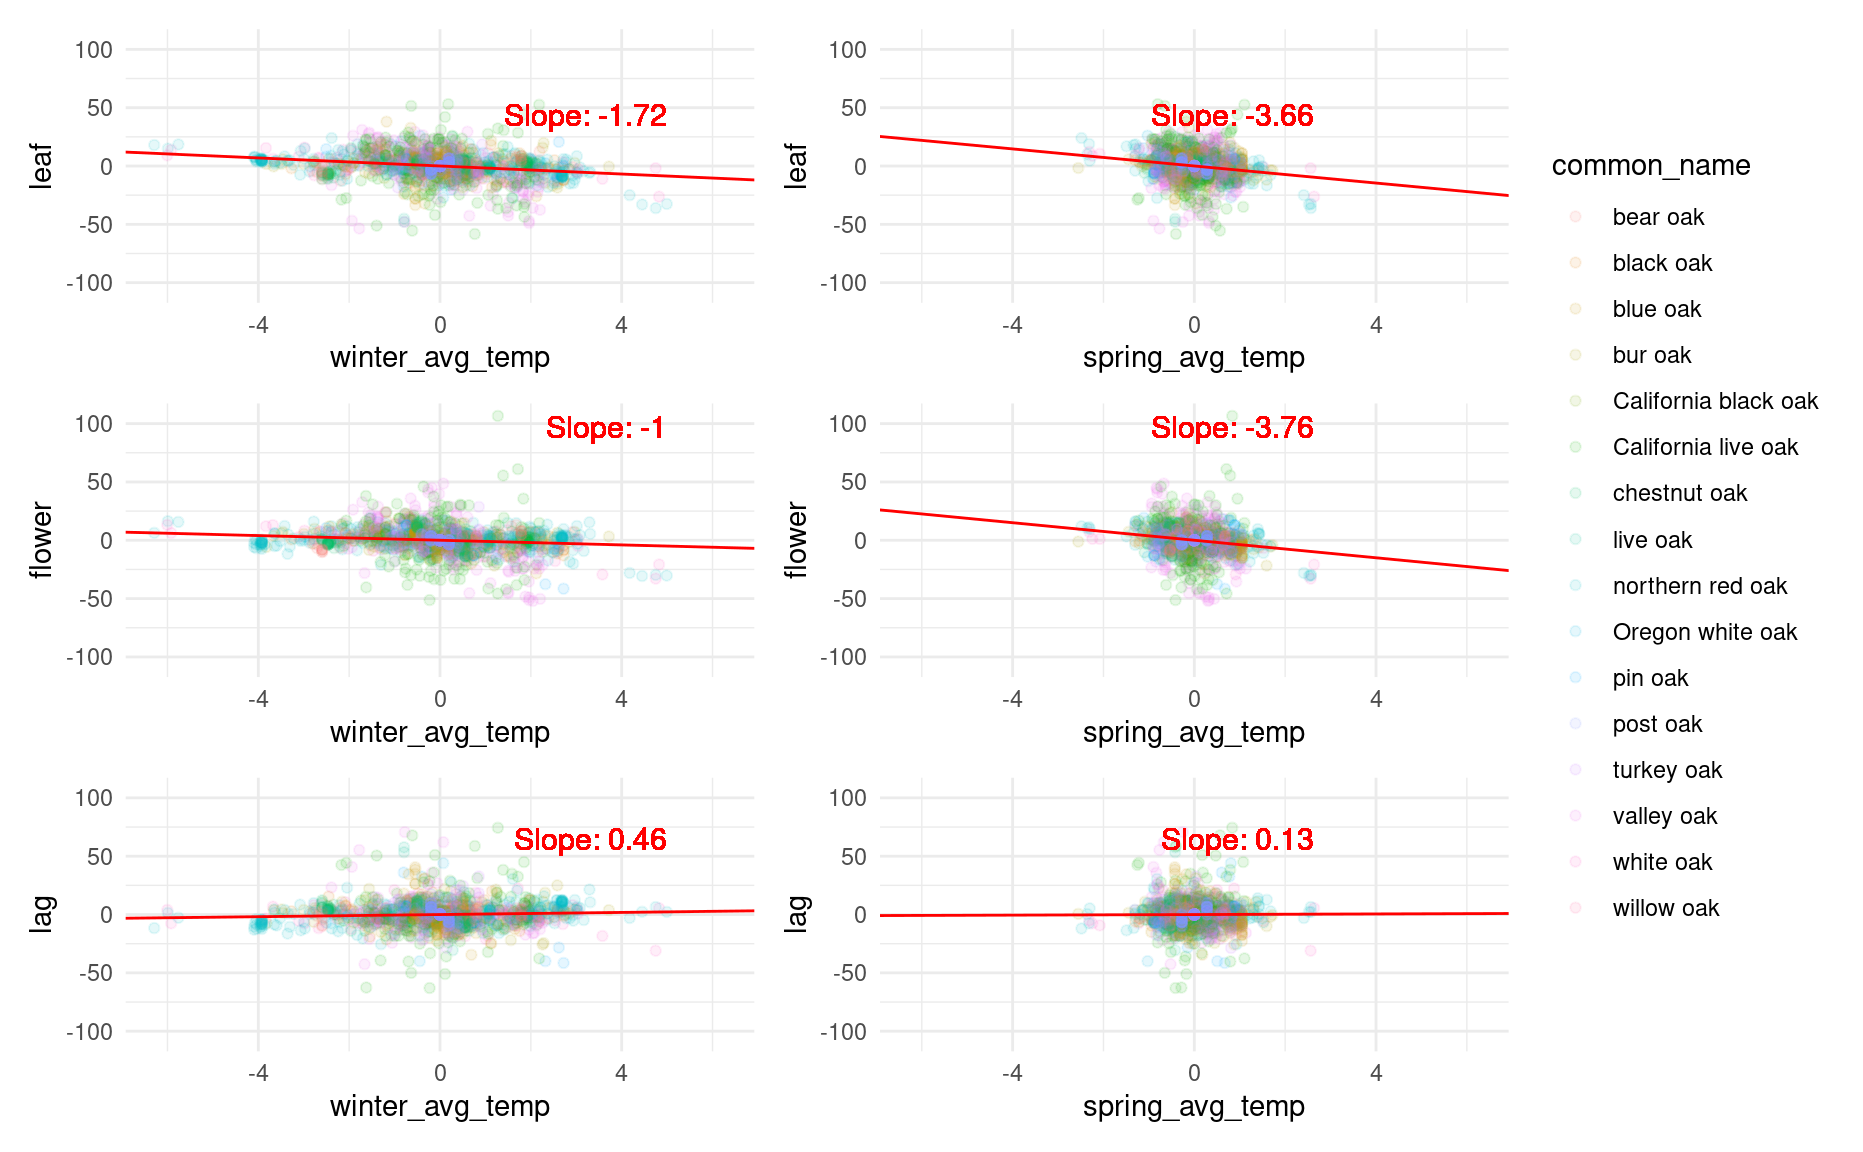 100
50
0
-50
-100
leaf
Slope: -1.72
-4
0
4
winter_avg_temp
100
50
0
-50
-100
leaf
Slope: -3.66
-4
0
4
spring_avg_temp
100
50
0
-50
-100
flower
Slope: -1
-4
0
4
winter_avg_temp
100
50
0
-50
-100
flower
Slope: -3.76
-4
0
4
spring_avg_temp
100
50
0
-50
-100
lag
Slope: 0.46
-4
0
4
winter_avg_temp
100
50
0
-50
-100
lag
Slope: 0.13
-4
0
4
spring_avg_temp
common_name
bear oak
black oak
blue oak
bur oak
California black oak
California live oak
chestnut oak
live oak
northern red oak
Oregon white oak
pin oak
post oak
turkey oak
valley oak
white oak
willow oak